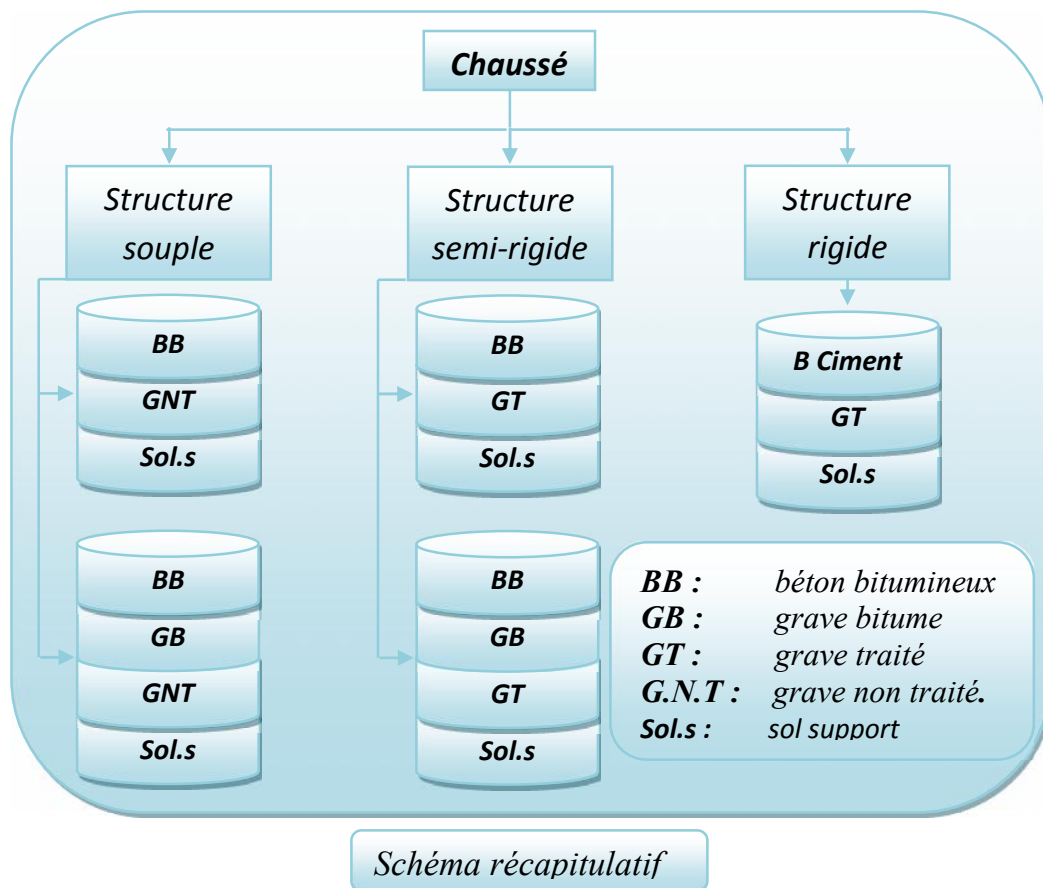 Chaussé
Structure
souple
Structure
semi-rigide
Structure
rigide
BB
GNT
Sol.s
BB
GB
GNT
Sol.s
BB
GT
Sol.s
BB
GB
GT
Sol.s
B Ciment
GT
Sol.s
BB : béton bitumineux
GB : grave bitume
GT : grave traité
G.N.T : grave non traité.
Sol.s : sol support
Schéma récapitulatif